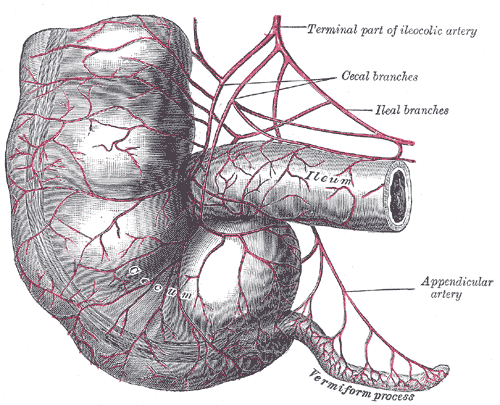 Terminal part of ileocolic artery
Cecal branches
Ileal branches
Ileum
Cecum
Appendicular
artery
Vermiform process